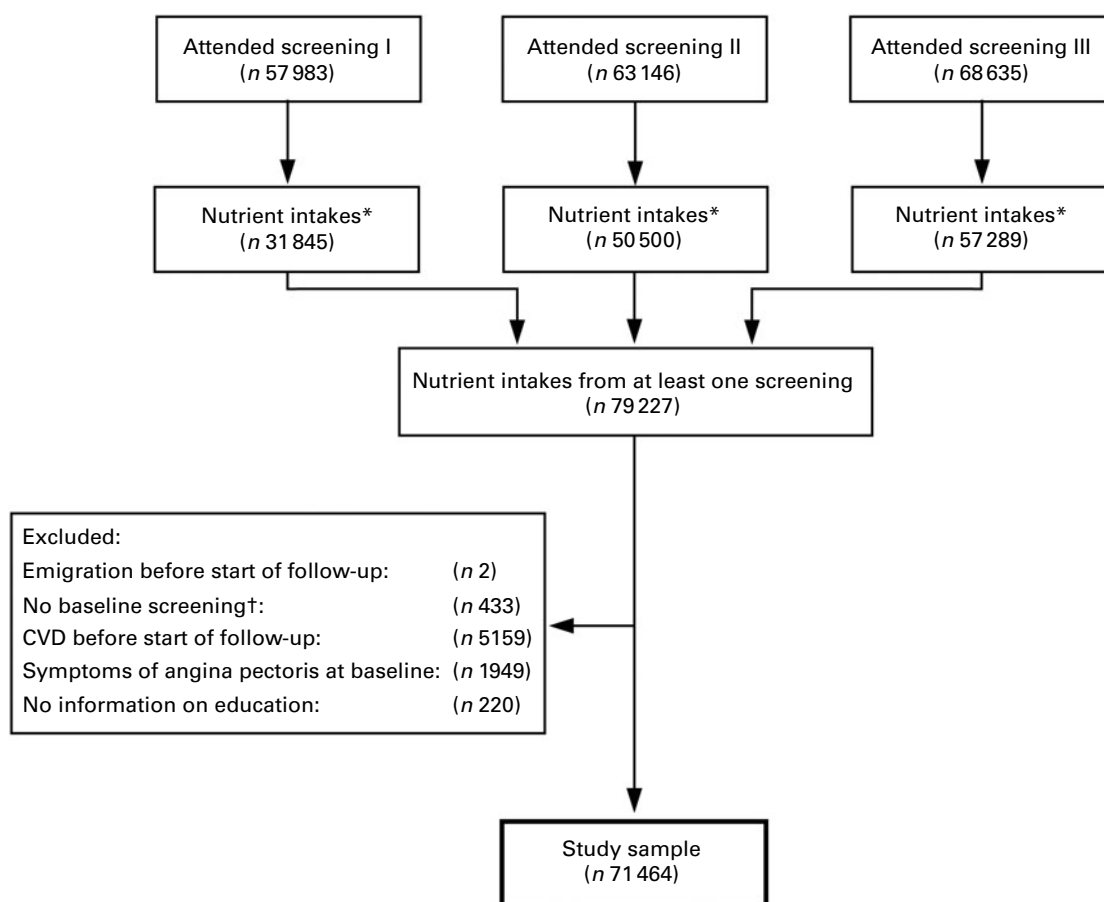 Attended screening I
(n 57 983)
Attended screening II
(n 63 146)
Attended screening III
(n 68 635)
Nutrient intakes*
(n 31 845)
Nutrient intakes*
(n 50 500)
Nutrient intakes*
(n 57 289)
Nutrient intakes from at least one screening
(n 79 227)
Excluded:
Emigration before start of follow-up: (n 2)
No baseline screening†: (n 433)
CVD before start of follow-up: (n 5159)
Symptoms of angina pectoris at baseline: (n 1949)
No information on education: (n 220)
Study sample
(n 71 464)